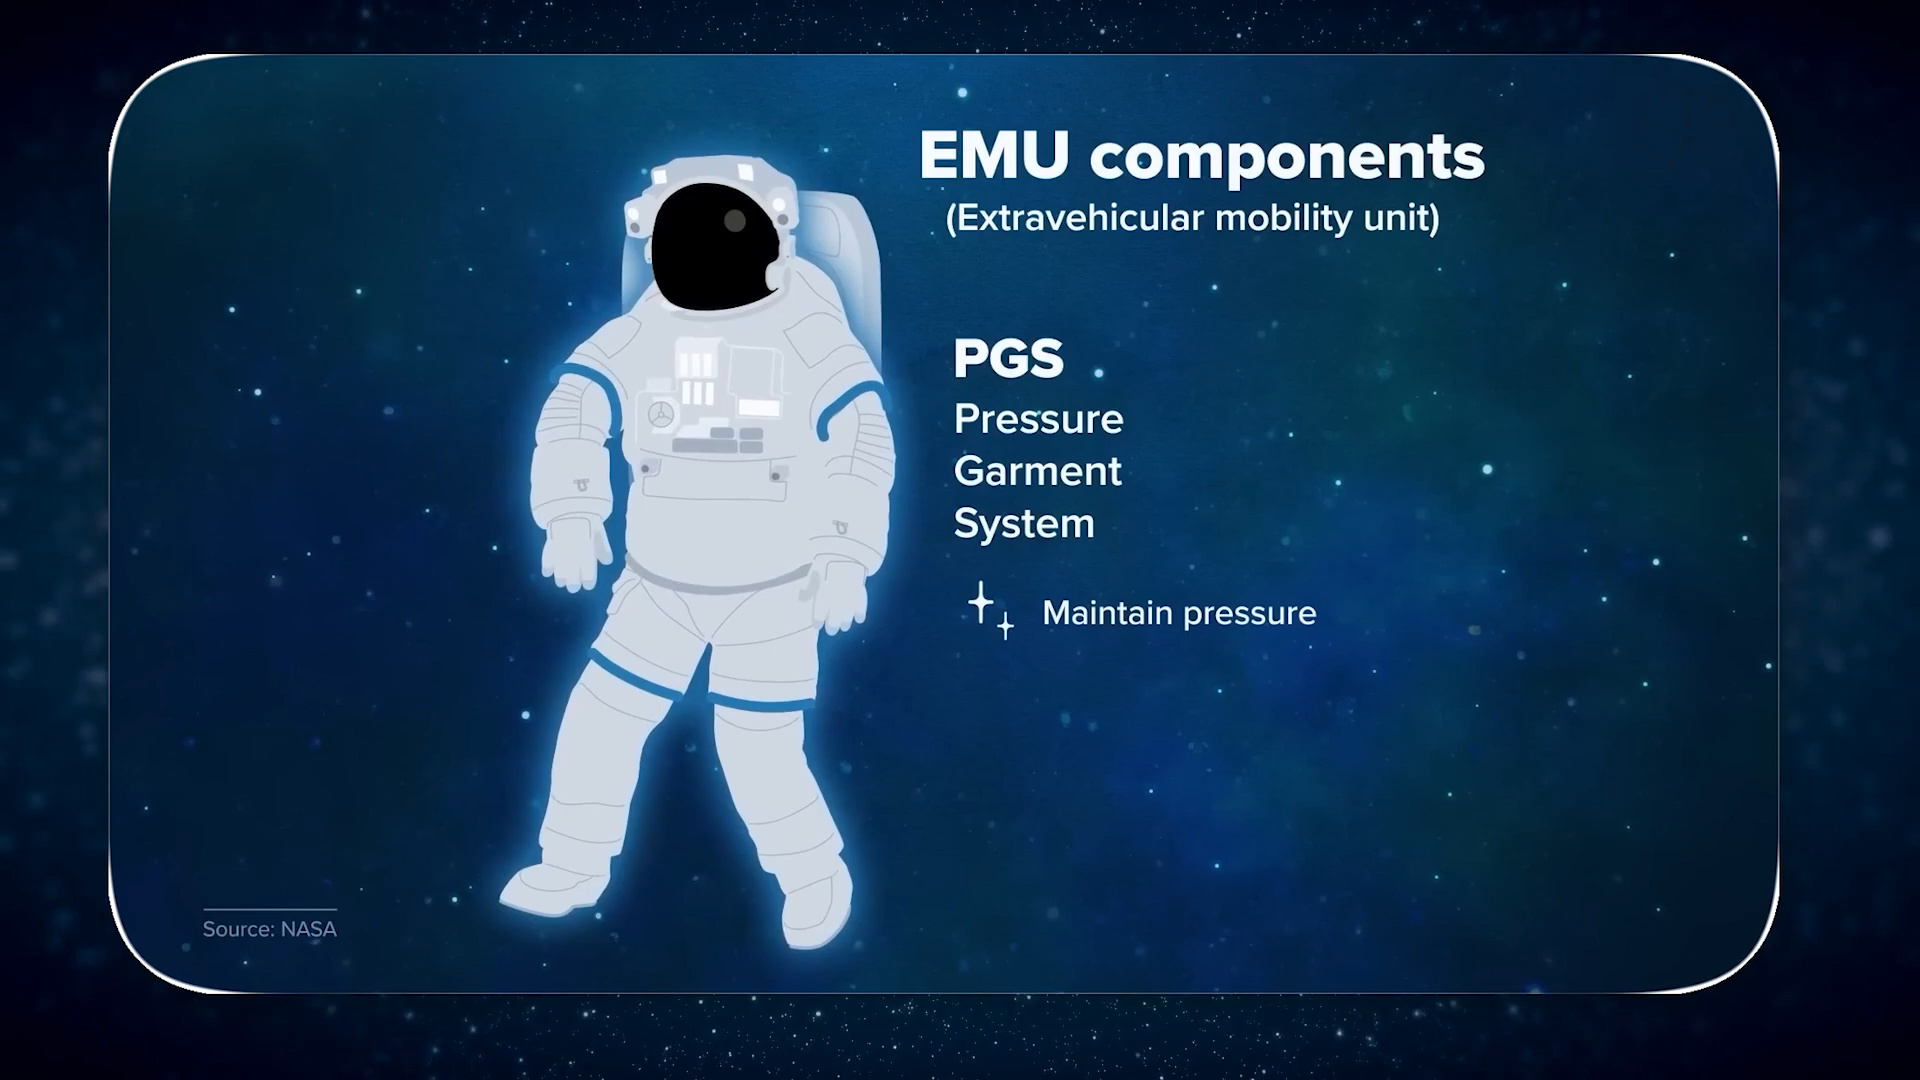 EMU components
(Extravehicular mobility unit)
PGS
Pressure
Garment
System
Maintain pressure
Source: NASA